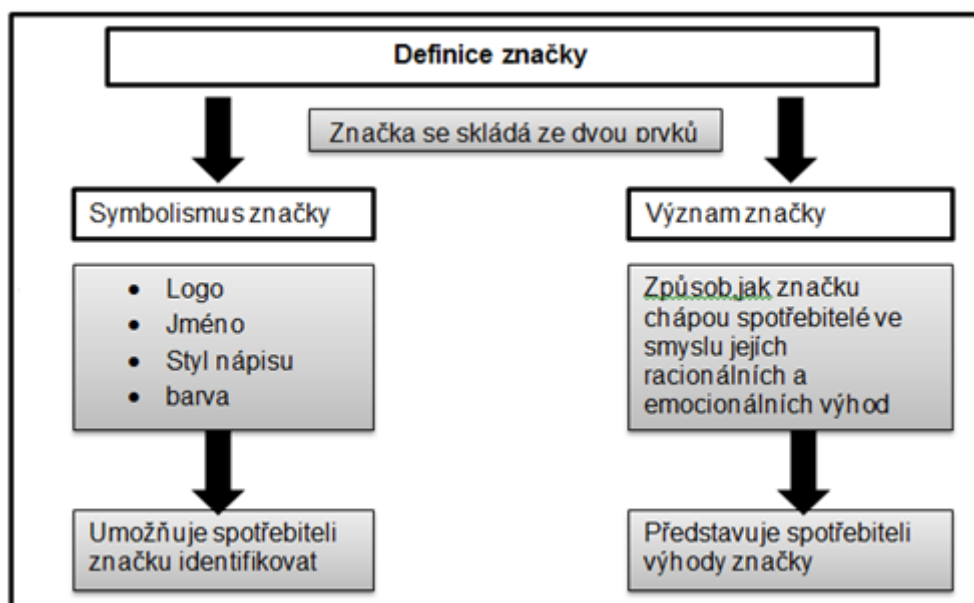 Definice značky
Značka se skládá ze dvou prvků
Symbolismus značky
• Logo
• Jméno
• Styl nápisu
• barva
Umožňuje spotřebiteli
značku identifikovat
Význam značky
Způsob,jak značku
chápou spotřebitelé ve
smyslu jejích
racionálních a
emocionálních výhod
Představuje spotřebiteli
výhody značky